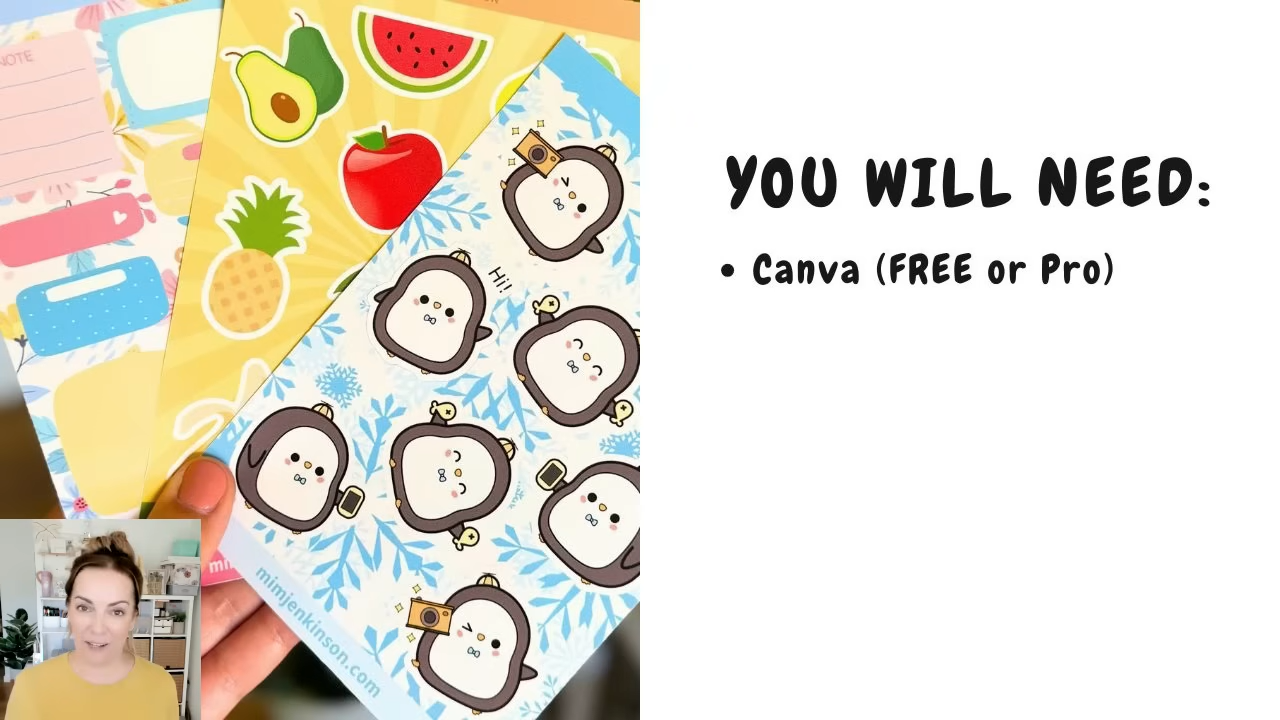 NOTE
Hi!
mimjenkinson.com
YOU WILL NEED:
• Canva (FREE or Pro)